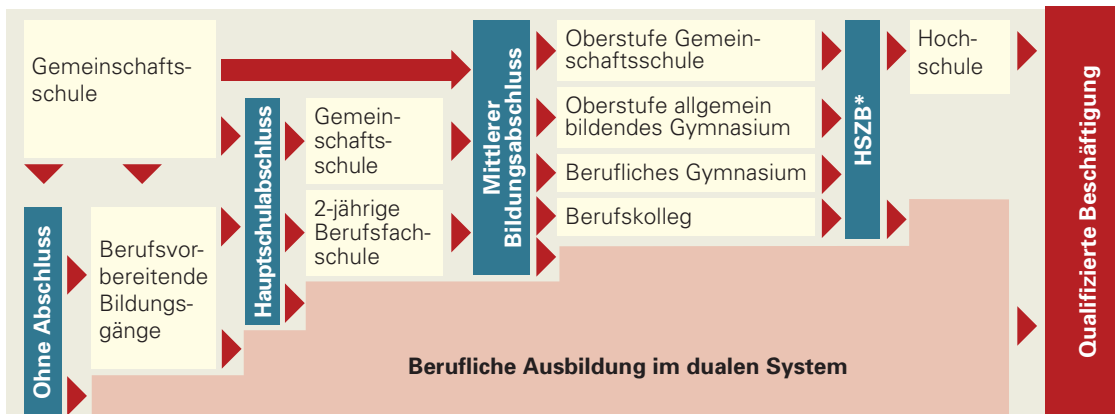 Gemeinschafts-
schule
Ohne Abschluss
Berufsvor-
bereitende
Bildungs-
gänge
Hauptschulabschluss
Gemein-
schafts-
schule
2-jährige
Berufsfach-
schule
Mittlerer
Bildungsabschluss
Oberstufe Gemein-
schaftsschule
Oberstufe allgemein
bildendes Gymnasium
Berufliches Gymnasium
Berufskolleg
HSZB*
Hoch-
schule
Qualifizierte Beschäftigung
Berufliche Ausbildung im dualen System